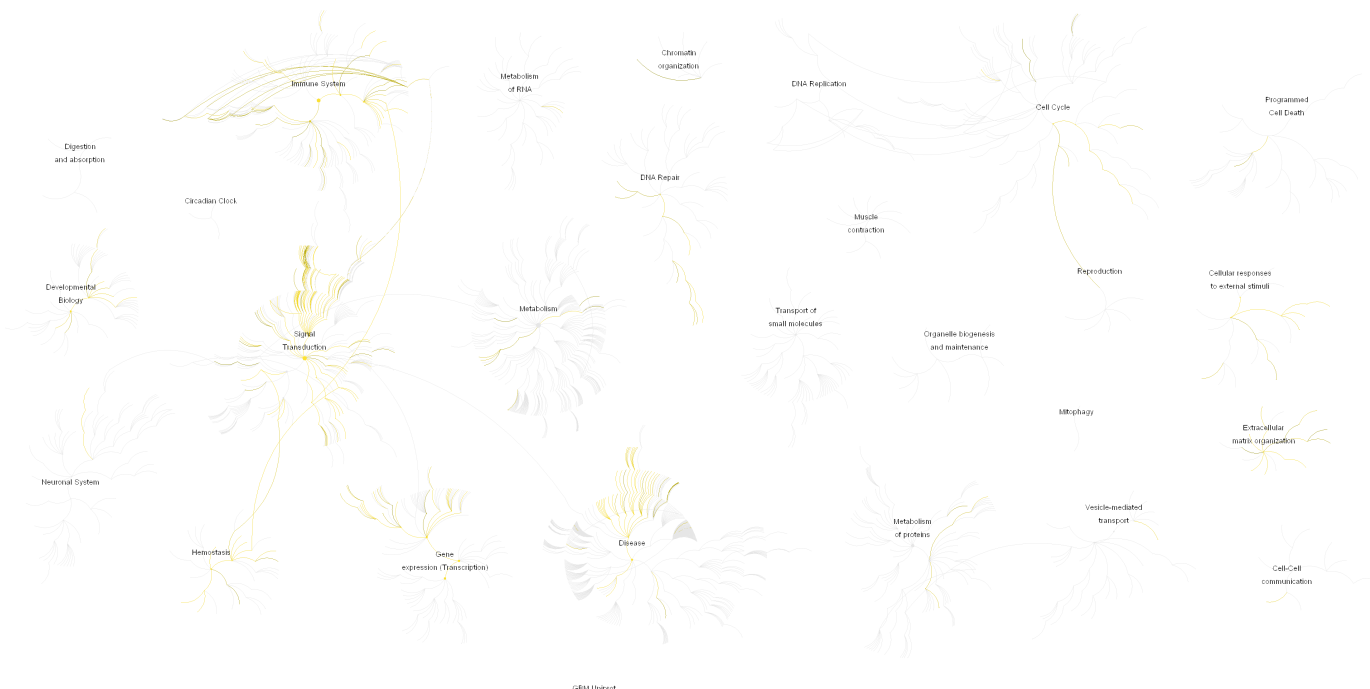 Immune System
Metabolism
of RNA
Chromatin
organization
DNA Replication
Cell Cycle
Programmed
Cell Death
Digestion
and absorption
Circadian Clock
DNA Repair
Muscle
contraction
Reproduction
Cellular responses
to external stimuli
Developmental
Biology
Signal
Transduction
Metabolism
Transport of
small molecules
Organelle biogenesis
and maintenance
Mitophagy
Extracellular
matrix organization
Neuronal System
Hemostasis
Gene
expression (Transcription)
Disease
Metabolism
of proteins
Vesicle-mediated
transport
Cell-Cell
communication